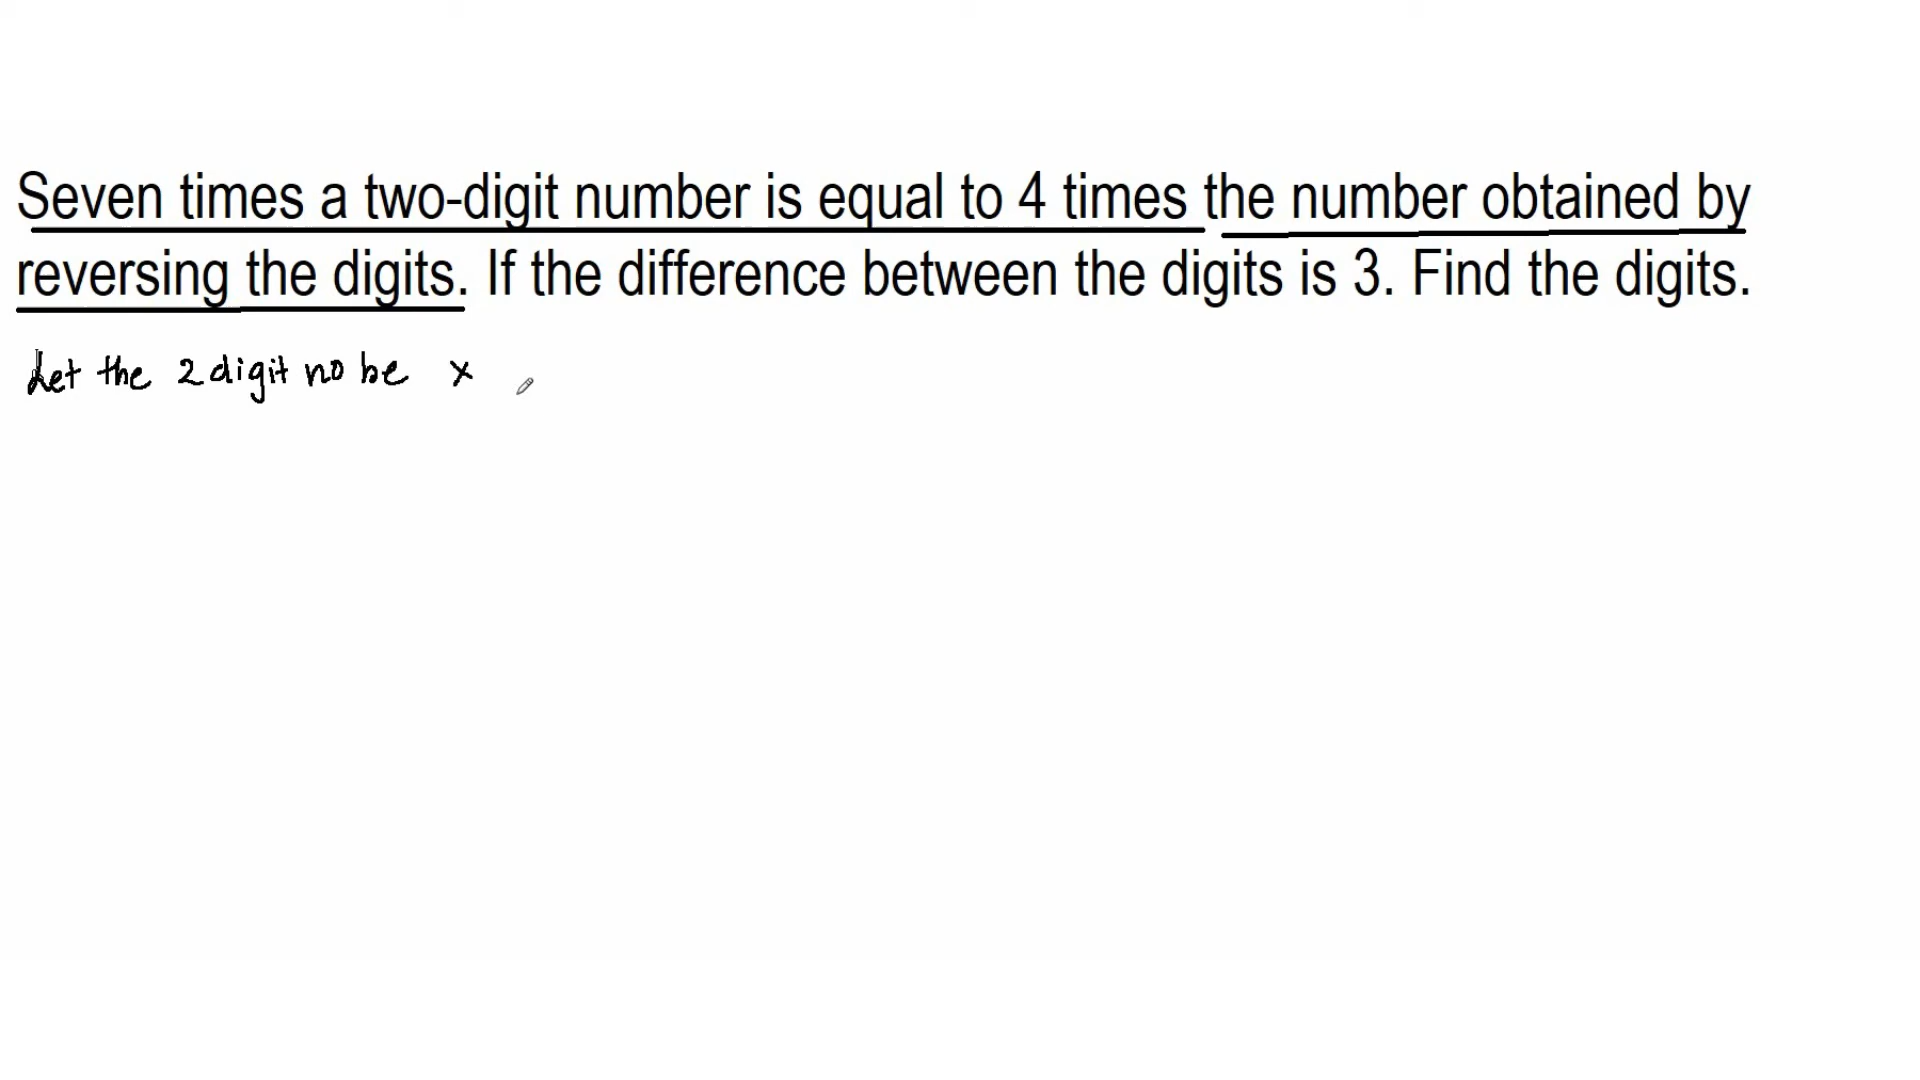 Seven times a two-digit number is equal to 4 times the number obtained by
reversing the digits. If the difference between the digits is 3. Find the digits.
Let the 2 digit no be x